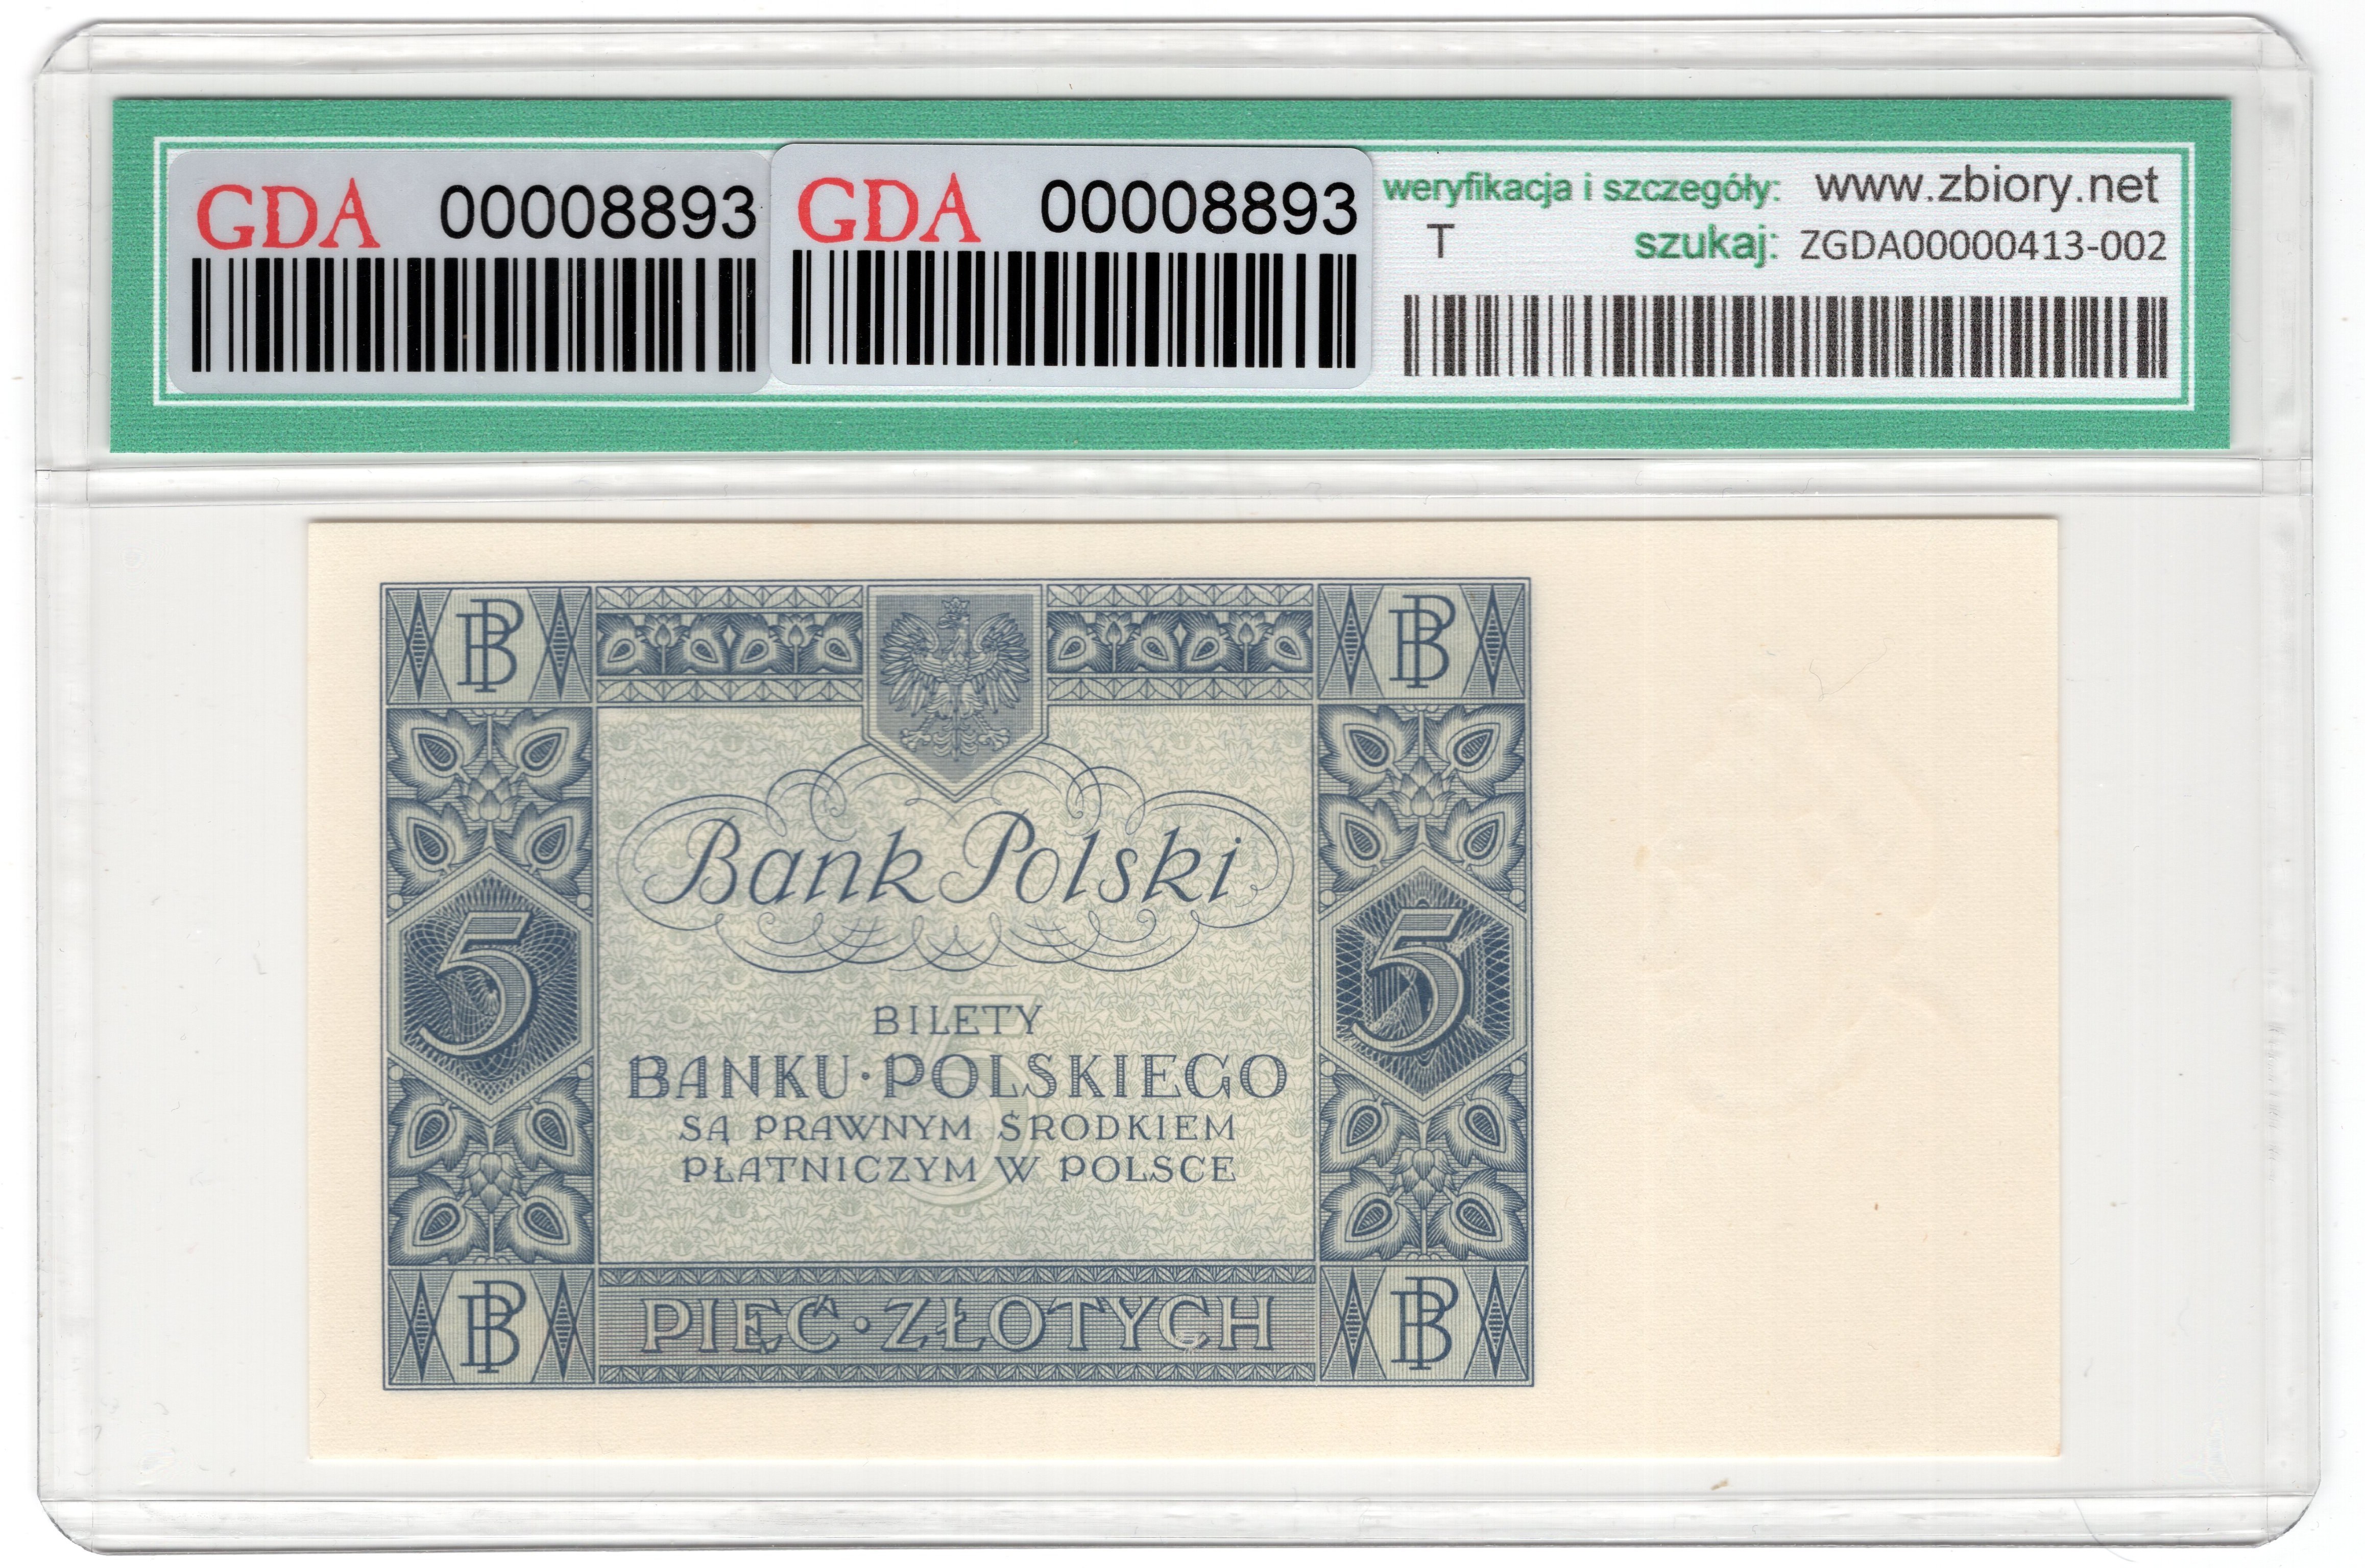 GDA 00008893
GDA 00008893
weryfikacja i szczegóły: www.zbiory.net
T szukaj: ZGDA00000413-002
BP BP
Bank Polski
5 5
BILETY
BANKU·POLSKIEGO
SĄ PRAWNYM ŚRODKIEM
PŁATNICZYM W POLSCE
5
BP PIĘĆ·ZŁOTYCH BP